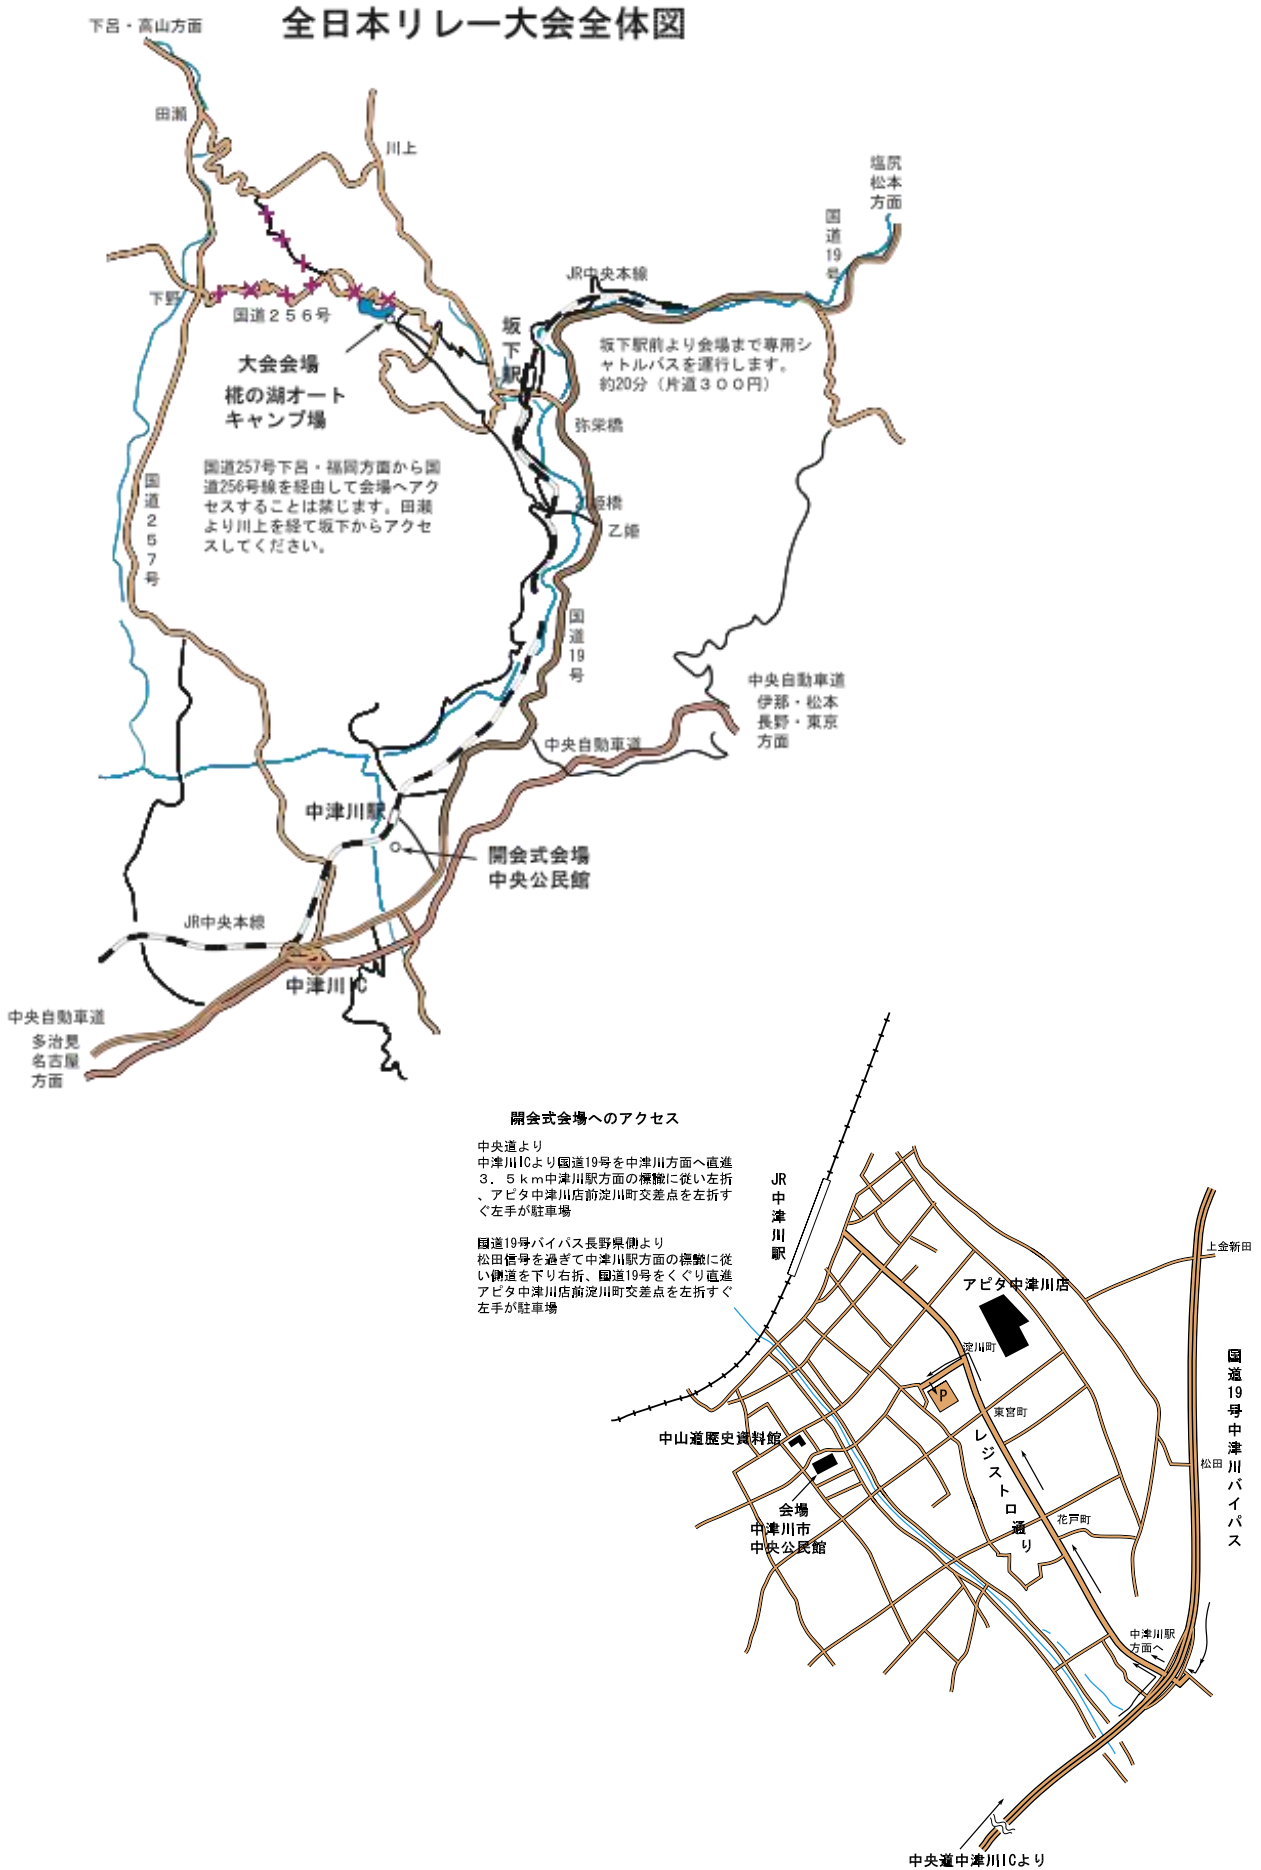 全日本リレー大会全体図
下呂・高山方面
田瀬
川上
塩尻
松本
方面
国道19号
JR中央本線
下野
国道256号
坂下駅
坂下駅前より会場まで専用シ
ャトルバスを運行します。
約20分（片道３００円）
大会会場
椛の湖オート
キャンプ場
弥栄橋
国道257号下呂・福岡方面から国
道256号線を経由して会場へアク
セスすることは禁じます。田瀬
より川上を経て坂下からアクセ
スしてください。
国道257号
乙姫橋
乙姫
国道19号
中央自動車道
伊那・松本
長野・東京
方面
中央自動車道
中津川駅
開会式会場
中央公民館
JR中央本線
中津川IC
中央自動車道
多治見
名古屋
方面
開会式会場へのアクセス
中央道より
中津川ICより国道19号を中津川方面へ直進
３．５ｋｍ中津川駅方面の標識に従い左折
、アピタ中津川店前淀川町交差点を左折す
ぐ左手が駐車場
国道19号バイパス長野県側より
松田信号を過ぎて中津川駅方面の標識に従
い側道を下り右折、国道19号をくぐり直進
アピタ中津川店前淀川町交差点を左折すぐ
左手が駐車場
JR中津川駅
上金新田
アピタ中津川店
淀川町
国道19号中津川バイパス
P
東宮町
中山道歴史資料館
レジストロ通り
松田
会場
中津川市
中央公民館
花戸町
中津川駅
方面へ
中央道中津川ICより